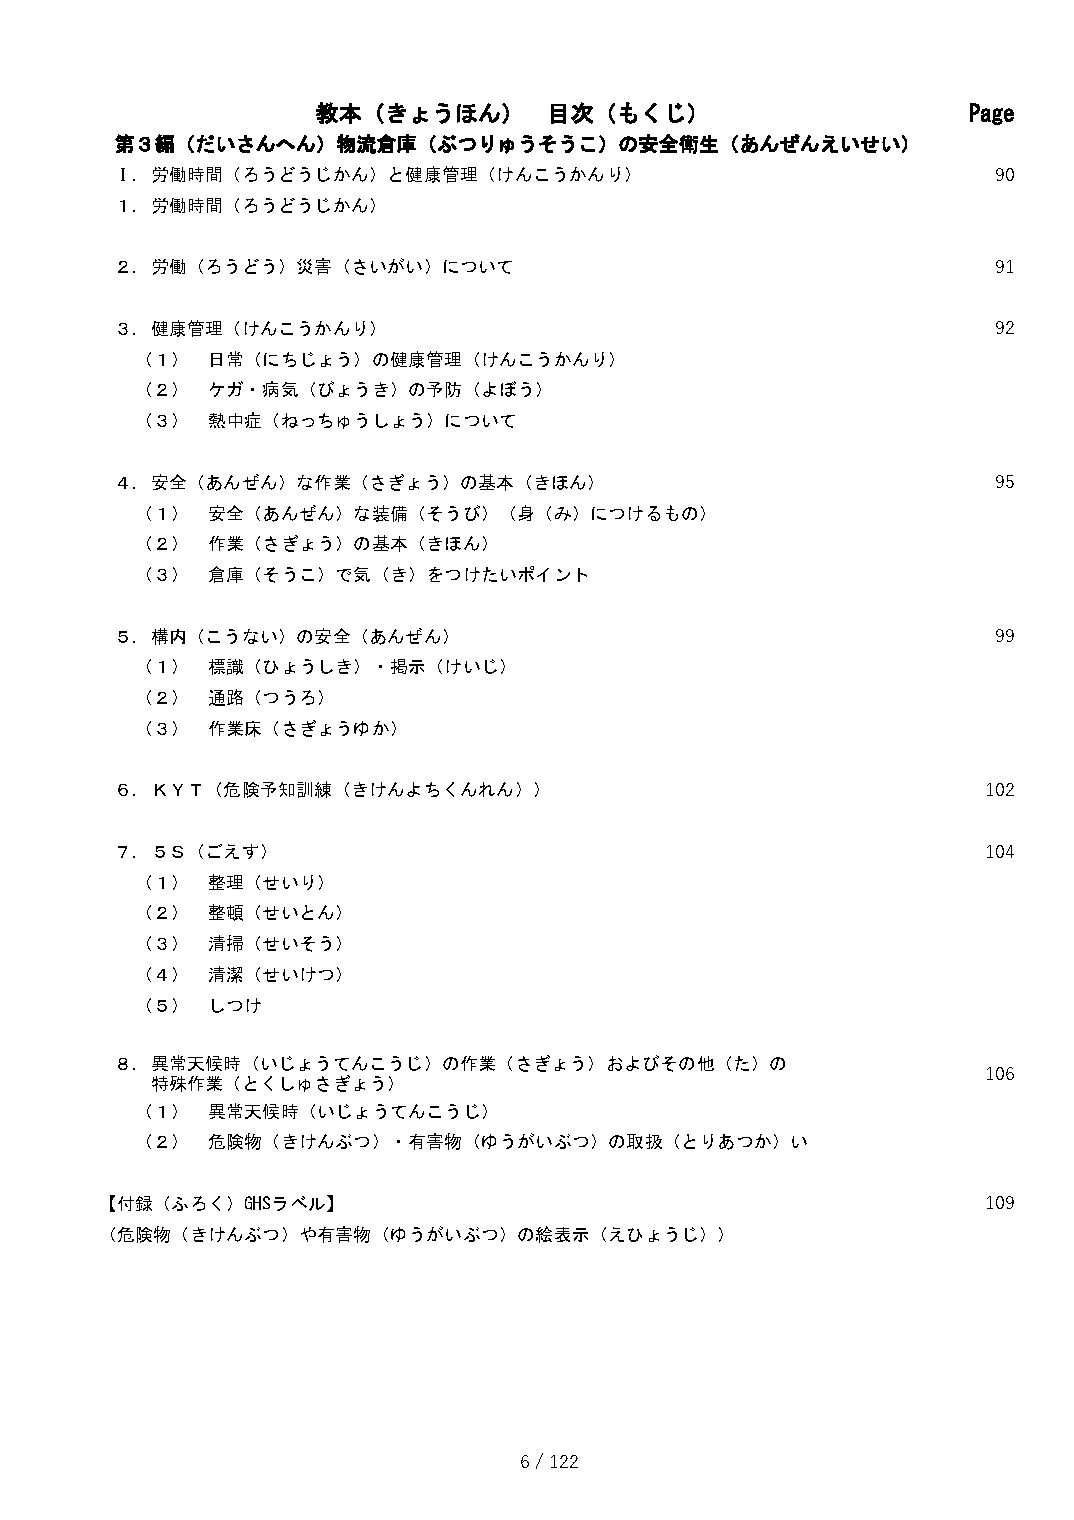 教本（きょうほん）　目次（もくじ） Page
第３編（だいさんへん）物流倉庫（ぶつりゅうそうこ）の安全衛生（あんぜんえいせい）
Ⅰ．労働時間（ろうどうじかん）と健康管理（けんこうかんり） 90
１．労働時間（ろうどうじかん）
２．労働（ろうどう）災害（さいがい）について 91
３．健康管理（けんこうかんり） 92
（１）　日常（にちじょう）の健康管理（けんこうかんり）
（２）　ケガ・病気（びょうき）の予防（よぼう）
（３）　熱中症（ねっちゅうしょう）について
４．安全（あんぜん）な作業（さぎょう）の基本（きほん） 95
（１）　安全（あんぜん）な装備（そうび）（身（み）につけるもの）
（２）　作業（さぎょう）の基本（きほん）
（３）　倉庫（そうこ）で気（き）をつけたいポイント
５．構内（こうない）の安全（あんぜん） 99
（１）　標識（ひょうしき）・掲示（けいじ）
（２）　通路（つうろ）
（３）　作業床（さぎょうゆか）
６．ＫＹＴ（危険予知訓練（きけんよちくんれん）） 102
７．５Ｓ（ごえす） 104
（１）　整理（せいり）
（２）　整頓（せいとん）
（３）　清掃（せいそう）
（４）　清潔（せいけつ）
（５）　しつけ
８．異常天候時（いじょうてんこうじ）の作業（さぎょう）およびその他（た）の
特殊作業（とくしゅさぎょう） 106
（１）　異常天候時（いじょうてんこうじ）
（２）　危険物（きけんぶつ）・有害物（ゆうがいぶつ）の取扱（とりあつか）い
【付録（ふろく）GHSラベル】 109
（危険物（きけんぶつ）や有害物（ゆうがいぶつ）の絵表示（えひょうじ））
6 / 122